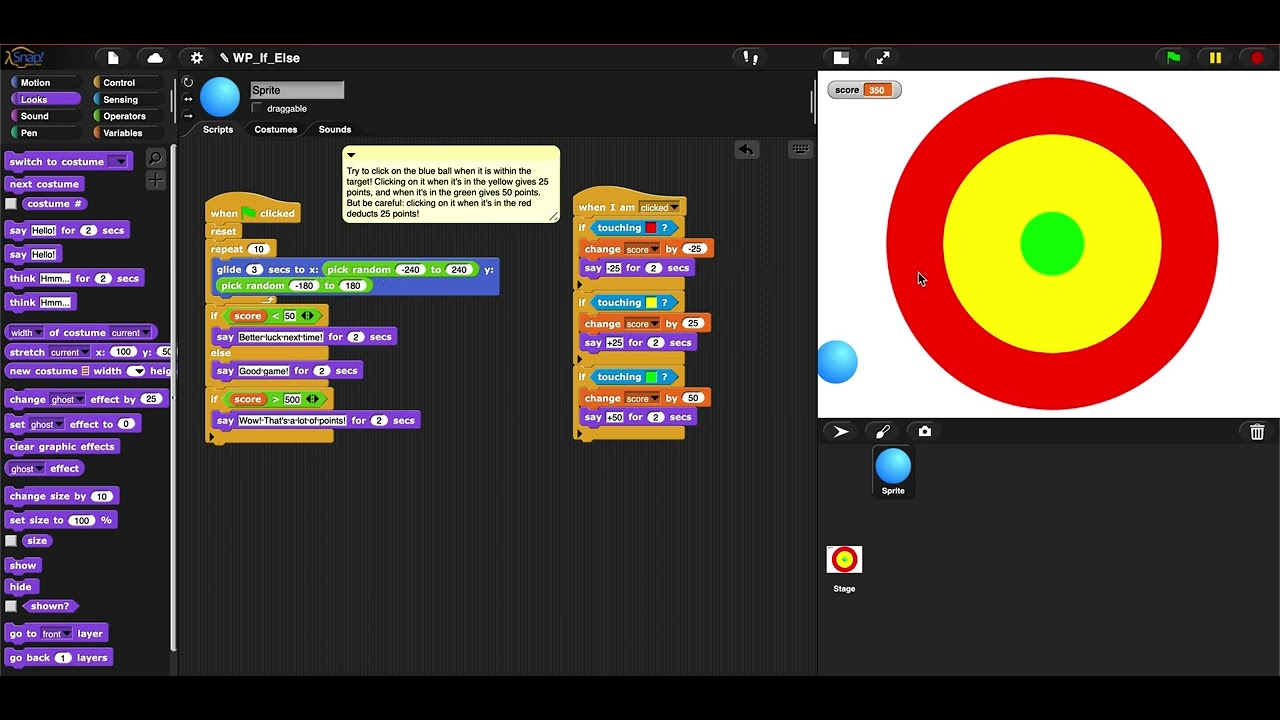 Snap!
WP_If_Else
Motion
Control
Looks
Sensing
Sound
Operators
Pen
Variables
Sprite
draggable
Scripts
Costumes
Sounds
switch to costume
next costume
costume #
say Hello! for 2 secs
say Hello!
think Hmm... for 2 secs
think Hmm...
width of costume current
stretch current x: 100 y: 50
new costume width heig
change ghost effect by 25
set ghost effect to 0
clear graphic effects
ghost effect
change size by 10
set size to 100 %
size
show
hide
shown?
go to front layer
go back 1 layers
Try to click on the blue ball when it is within the
target! Clicking on it when it's in the yellow gives 25
points, and when it's in the green gives 50 points.
But be careful: clicking on it when it's in the red
deducts 25 points!
when clicked
reset
repeat 10
glide 3 secs to x: pick random -240 to 240 y:
pick random -180 to 180
if score < 50
say Better·luck·next·time! for 2 secs
else
say Good·game! for 2 secs
if score > 500
say Wow!·That's·a·lot·of·points! for 2 secs
when I am clicked
if touching ?
change score by -25
say -25 for 2 secs
if touching ?
change score by 25
say +25 for 2 secs
if touching ?
change score by 50
say +50 for 2 secs
score 350
Sprite
Stage